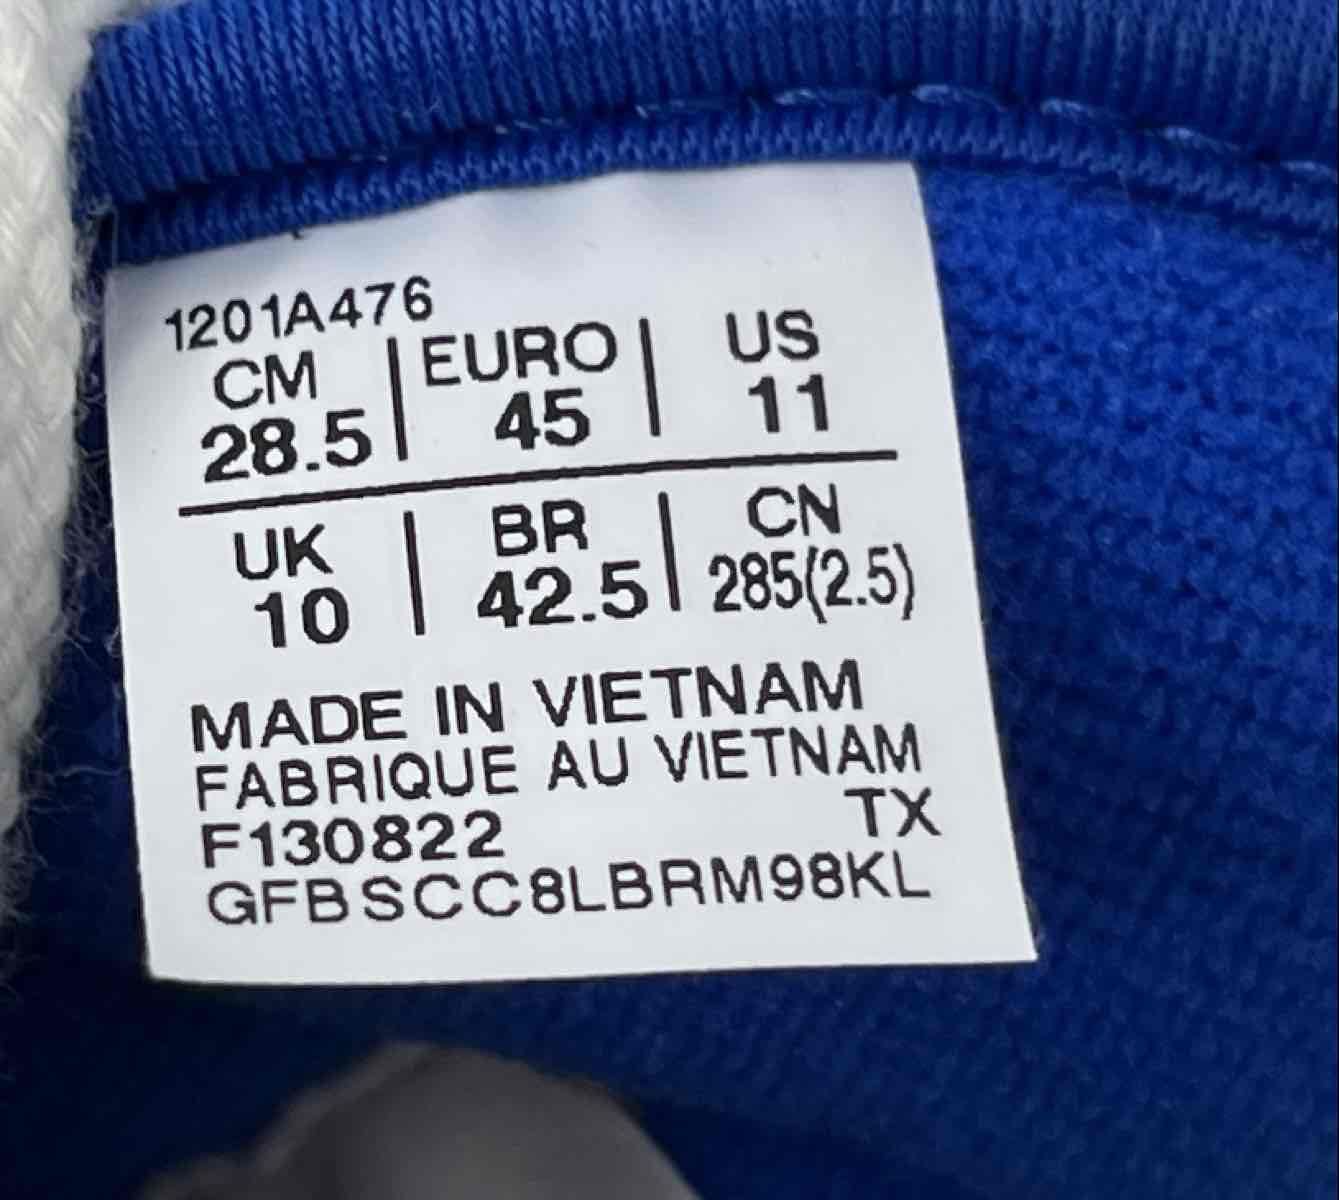 1201A476
CM | EURO | US
28.5 | 45 | 11
UK | BR | CN
10 | 42.5 | 285(2.5)
MADE IN VIETNAM
FABRIQUE AU VIETNAM
F130822 TX
GFBSCC8LBRM98KL